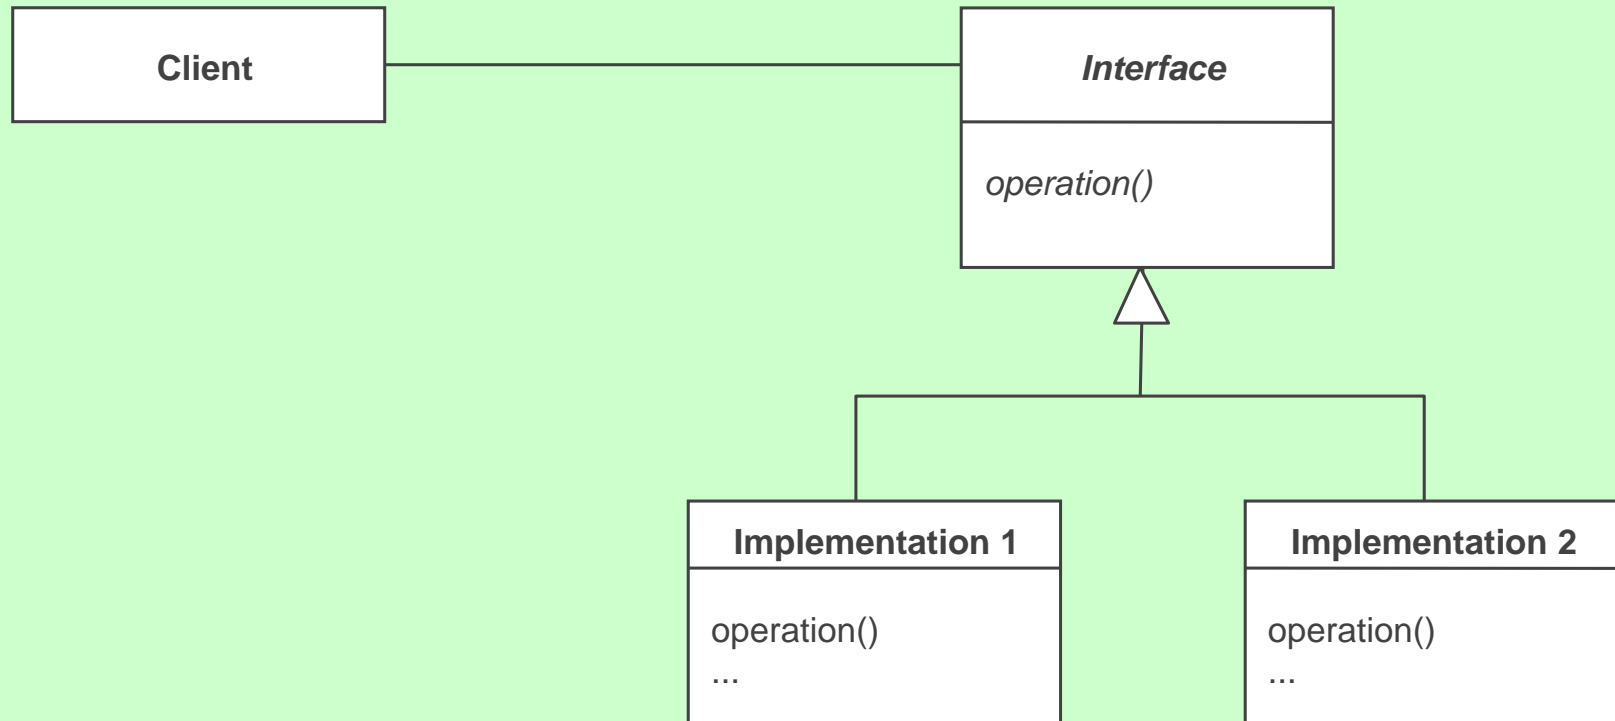 Client
Interface
operation()
Implementation 1
operation()
...
Implementation 2
operation()
...